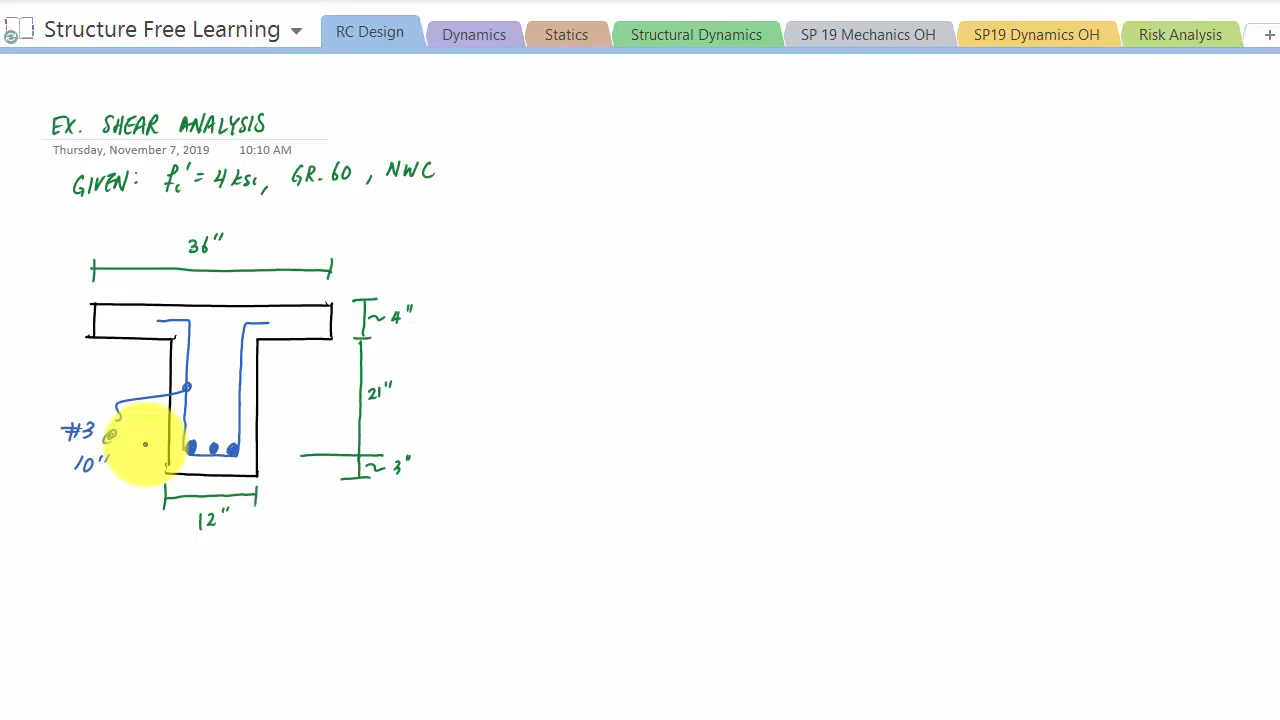 Structure Free Learning
RC Design
Dynamics
Statics
Structural Dynamics
SP 19 Mechanics OH
SP19 Dynamics OH
Risk Analysis
EX. SHEAR ANALYSIS
Thursday, November 7, 2019 10:10 AM
GIVEN: fc' = 4 ksi, GR. 60, NWC
36"
~ 4"
21"
#3 @
10"
~ 3"
12"